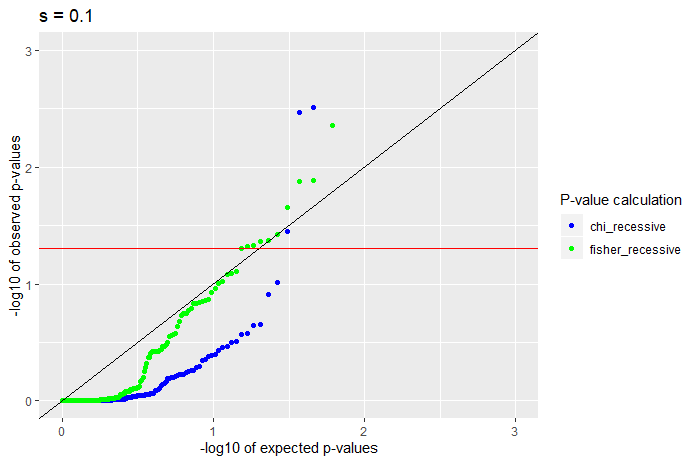 s = 0.1
3
2
1
0
-log10 of observed p-values
0
1
2
3
-log10 of expected p-values
P-value calculation
chi_recessive
fisher_recessive